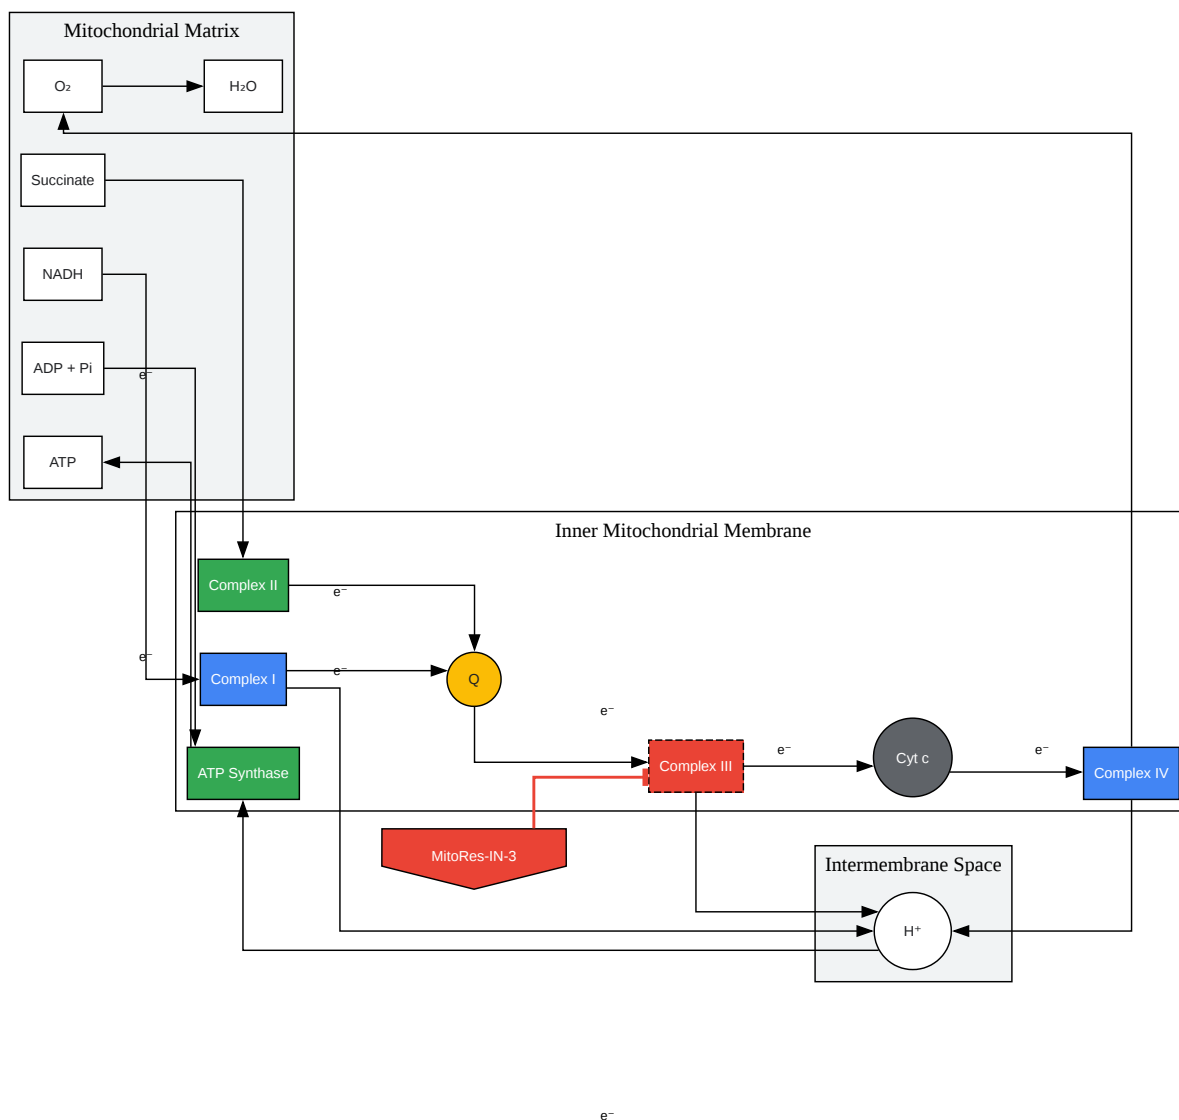 Mitochondrial Matrix
O₂
H₂O
Succinate
NADH
ADP + Pi
e⁻
ATP
Inner Mitochondrial Membrane
Complex II
e⁻
e⁻
Complex I
e⁻
Q
e⁻
ATP Synthase
Complex III
e⁻
Cyt c
e⁻
Complex IV
MitoRes-IN-3
Intermembrane Space
H⁺
e⁻